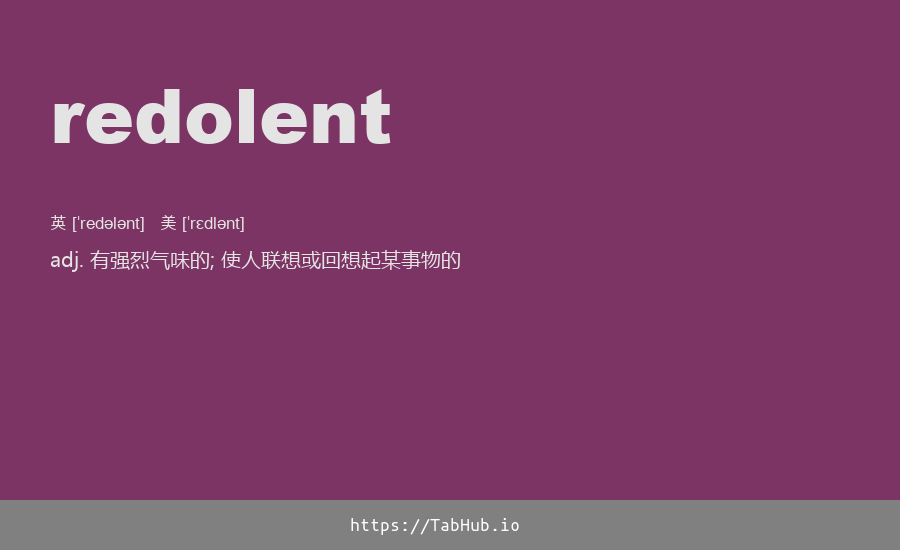 redolent
英 [ˈredələnt] 美 [ˈrɛdlənt]
adj. 有强烈气味的; 使人联想或回想起某事物的
https://TabHub.io